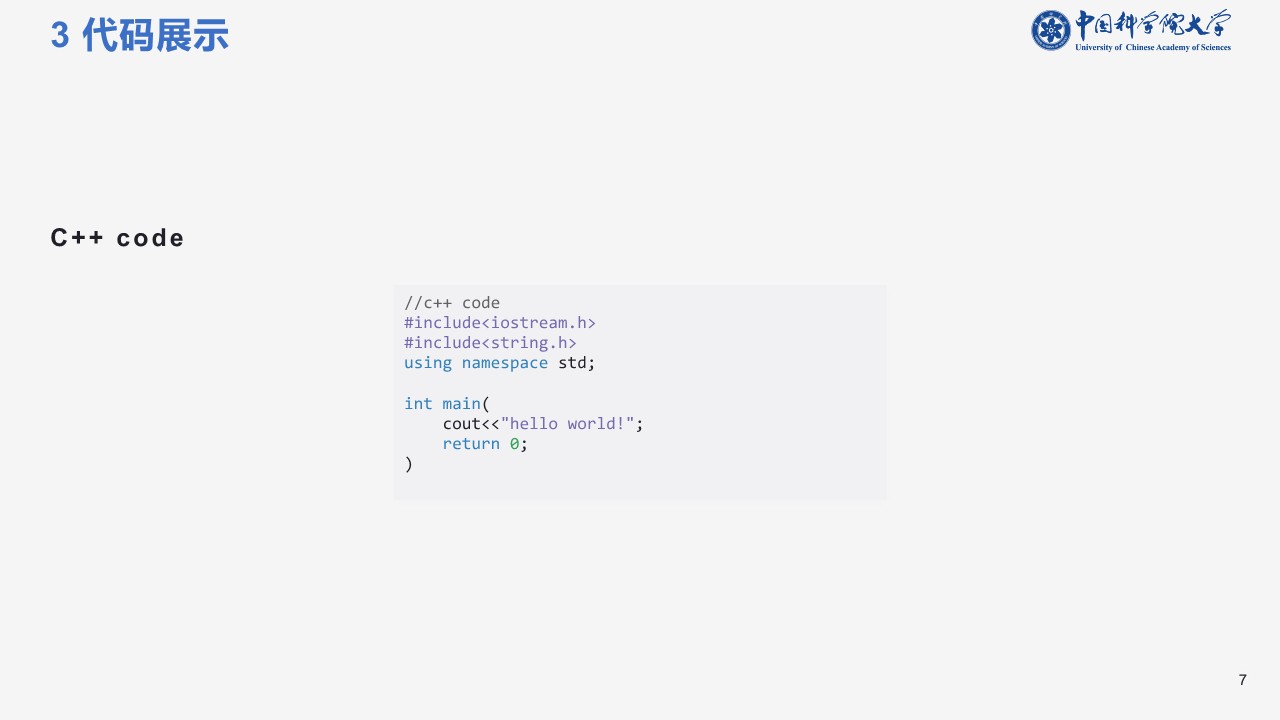 3 代码展示
中国科学院大学
University of Chinese Academy of Sciences
C++ code
//c++ code
#include<iostream.h>
#include<string.h>
using namespace std;
int main(
    cout<<"hello world!";
    return 0;
)
7